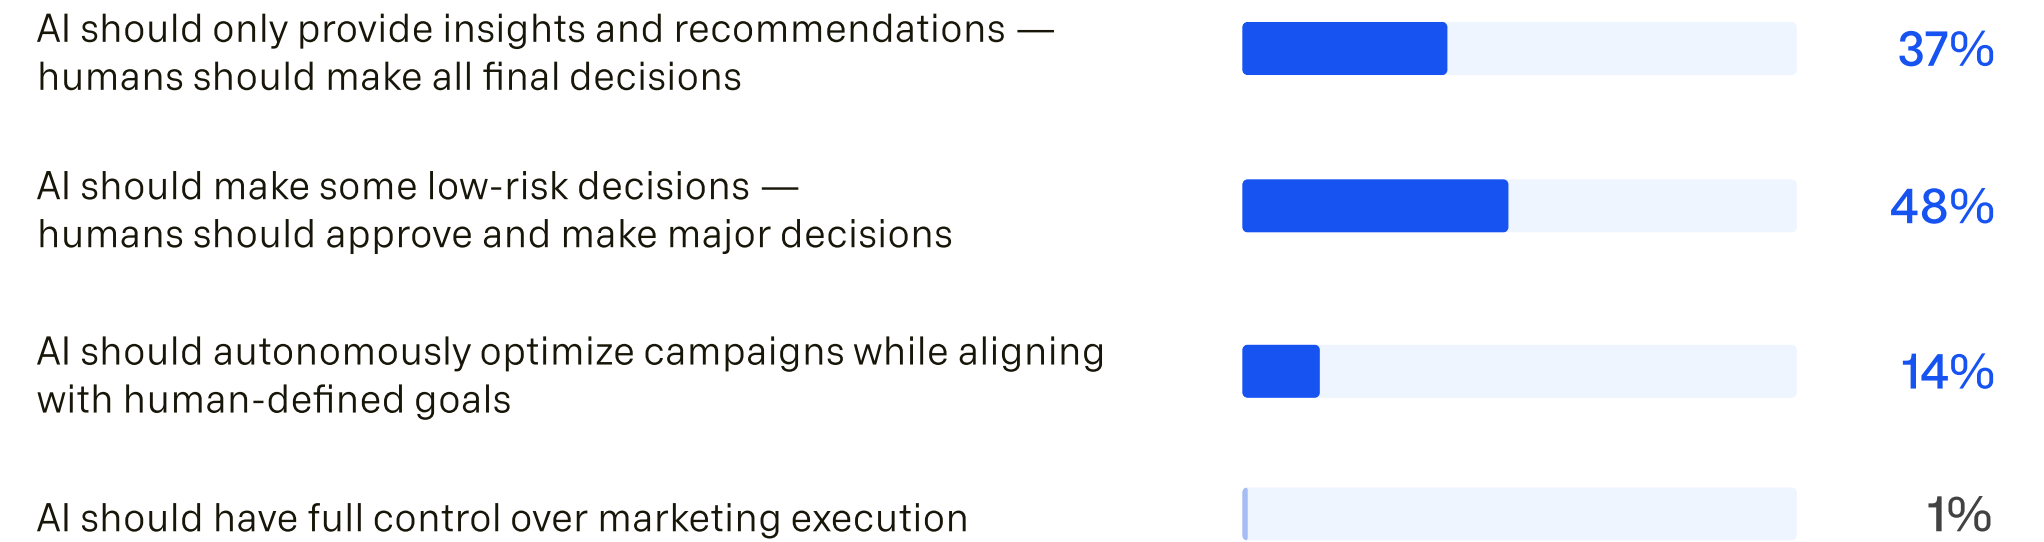 AI should only provide insights and recommendations —
humans should make all final decisions
37%
AI should make some low-risk decisions —
humans should approve and make major decisions
48%
AI should autonomously optimize campaigns while aligning
with human-defined goals
14%
AI should have full control over marketing execution
1%